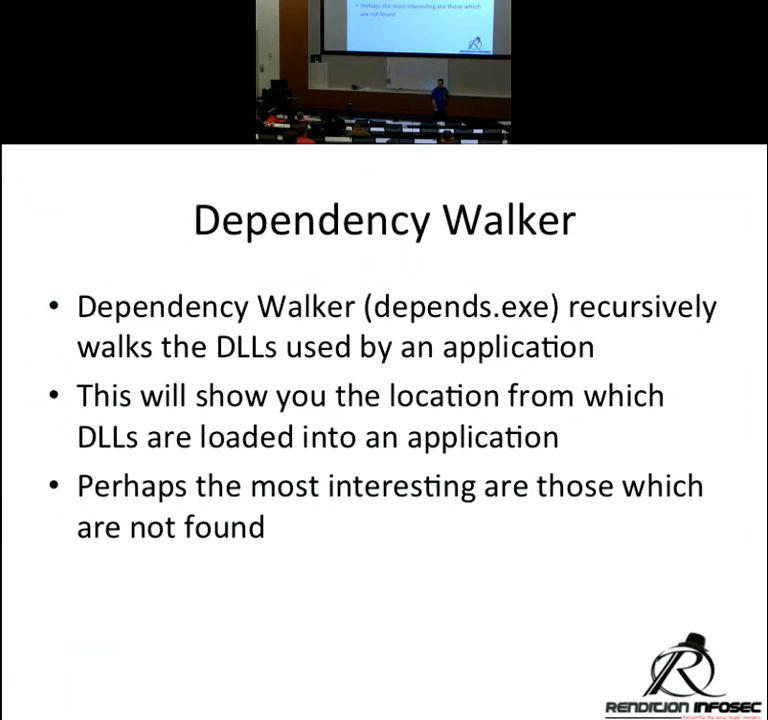 Perhaps the most interesting are those which
are not found
Dependency Walker
• Dependency Walker (depends.exe) recursively
walks the DLLs used by an application
• This will show you the location from which
DLLs are loaded into an application
• Perhaps the most interesting are those which
are not found
RENDITION INFOSEC